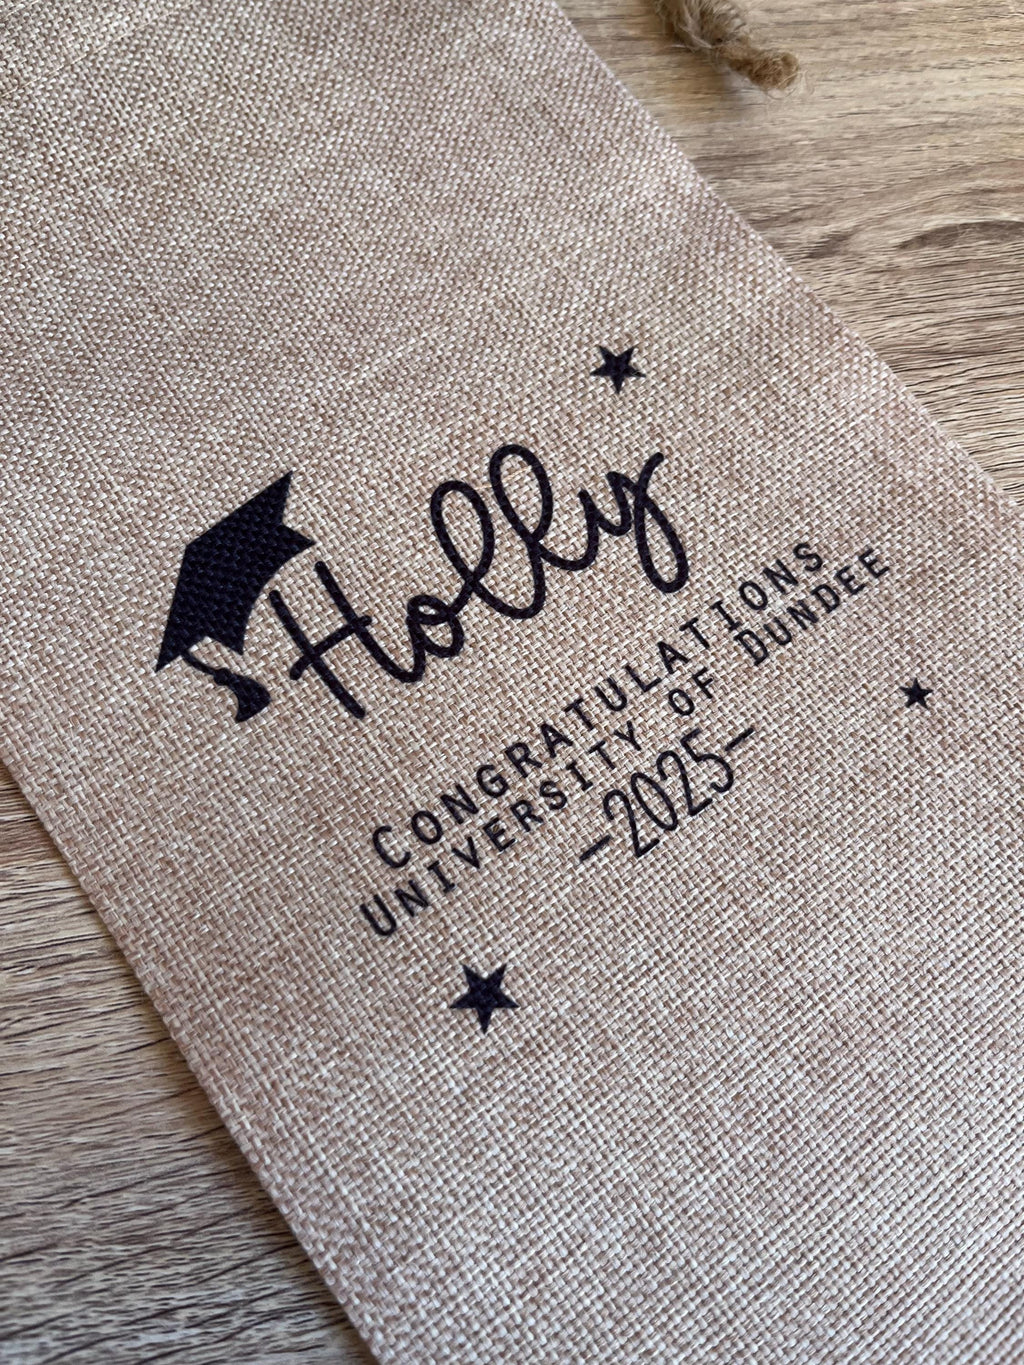 Holly
CONGRATULATIONS
UNIVERSITY OF DUNDEE
-2025-